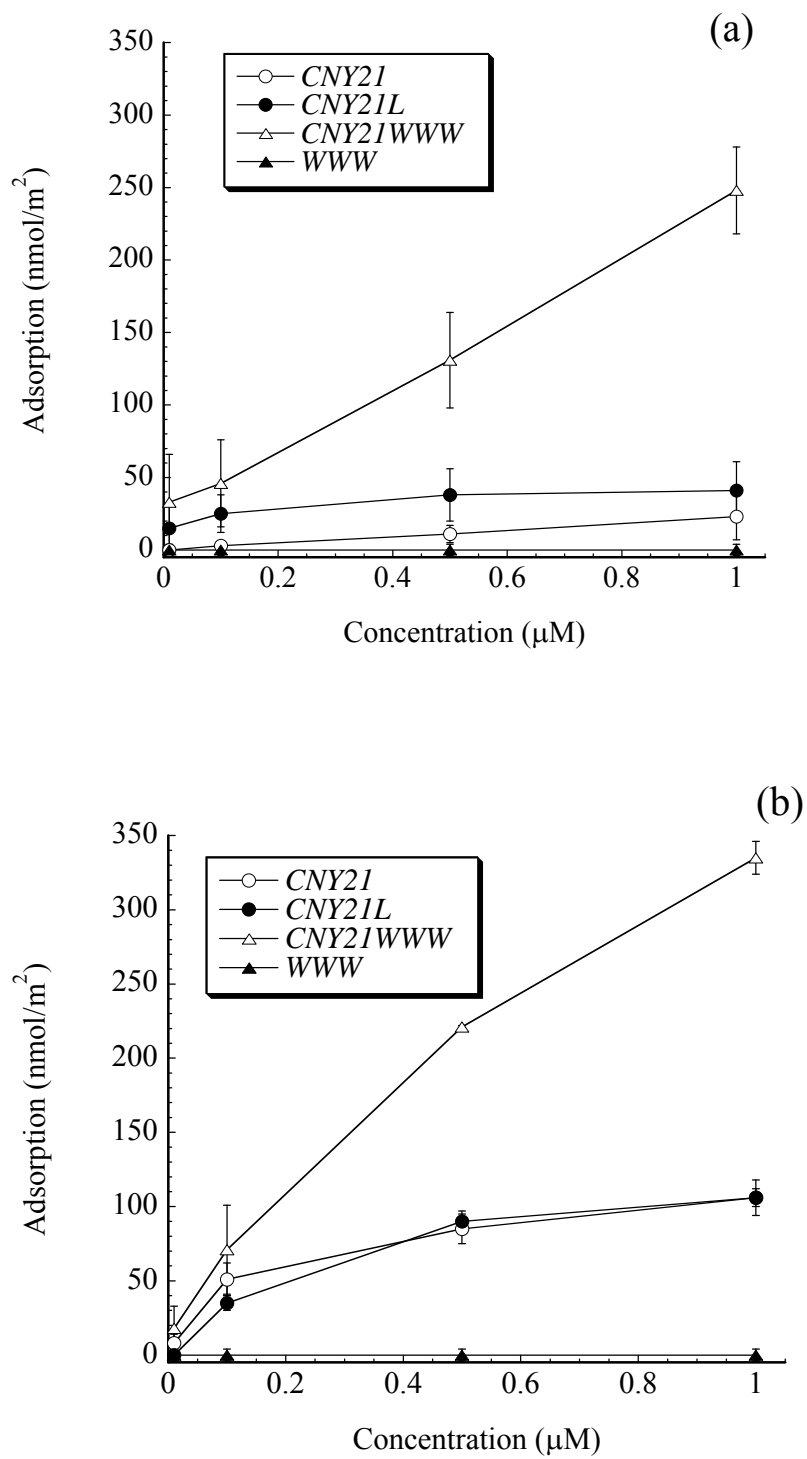 (a)
350
300
250
200
150
100
50
0
Adsorption (nmol/m²)
CNY21
CNY21L
CNY21WWW
WWW
0 0.2 0.4 0.6 0.8 1
Concentration (μM)
(b)
350
300
250
200
150
100
50
0
Adsorption (nmol/m²)
CNY21
CNY21L
CNY21WWW
WWW
0 0.2 0.4 0.6 0.8 1
Concentration (μM)